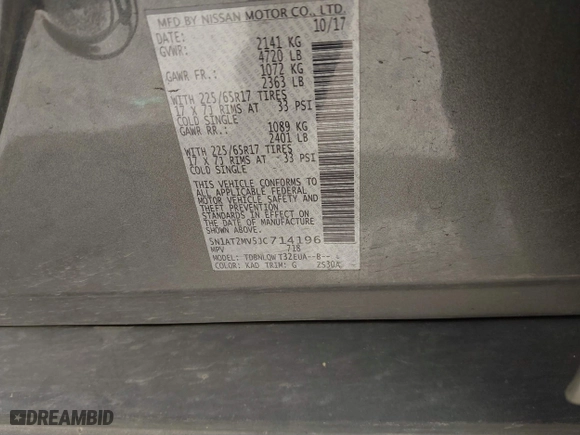 MFD BY NISSAN MOTOR CO., LTD.
DATE: 10/17
GVWR: 2141 KG
4720 LB
GAWR FR.: 1072 KG
2363 LB
WITH 225/65R17 TIRES
17 X 7J RIMS AT 33 PSI
COLD SINGLE
GAWR RR.: 1089 KG
2401 LB
WITH 225/65R17 TIRES
17 X 7J RIMS AT 33 PSI
COLD SINGLE
THIS VEHICLE CONFORMS TO
ALL APPLICABLE FEDERAL
MOTOR VEHICLE SAFETY AND
THEFT PREVENTION
STANDARDS IN EFFECT ON
THE DATE OF MANUFACTURE
SHOWN ABOVE.
5N1AT2MV5JC714196
MPV 718
MODEL: T32EUA--B--
COLOR: KAD TRIM: G
DREAMBID